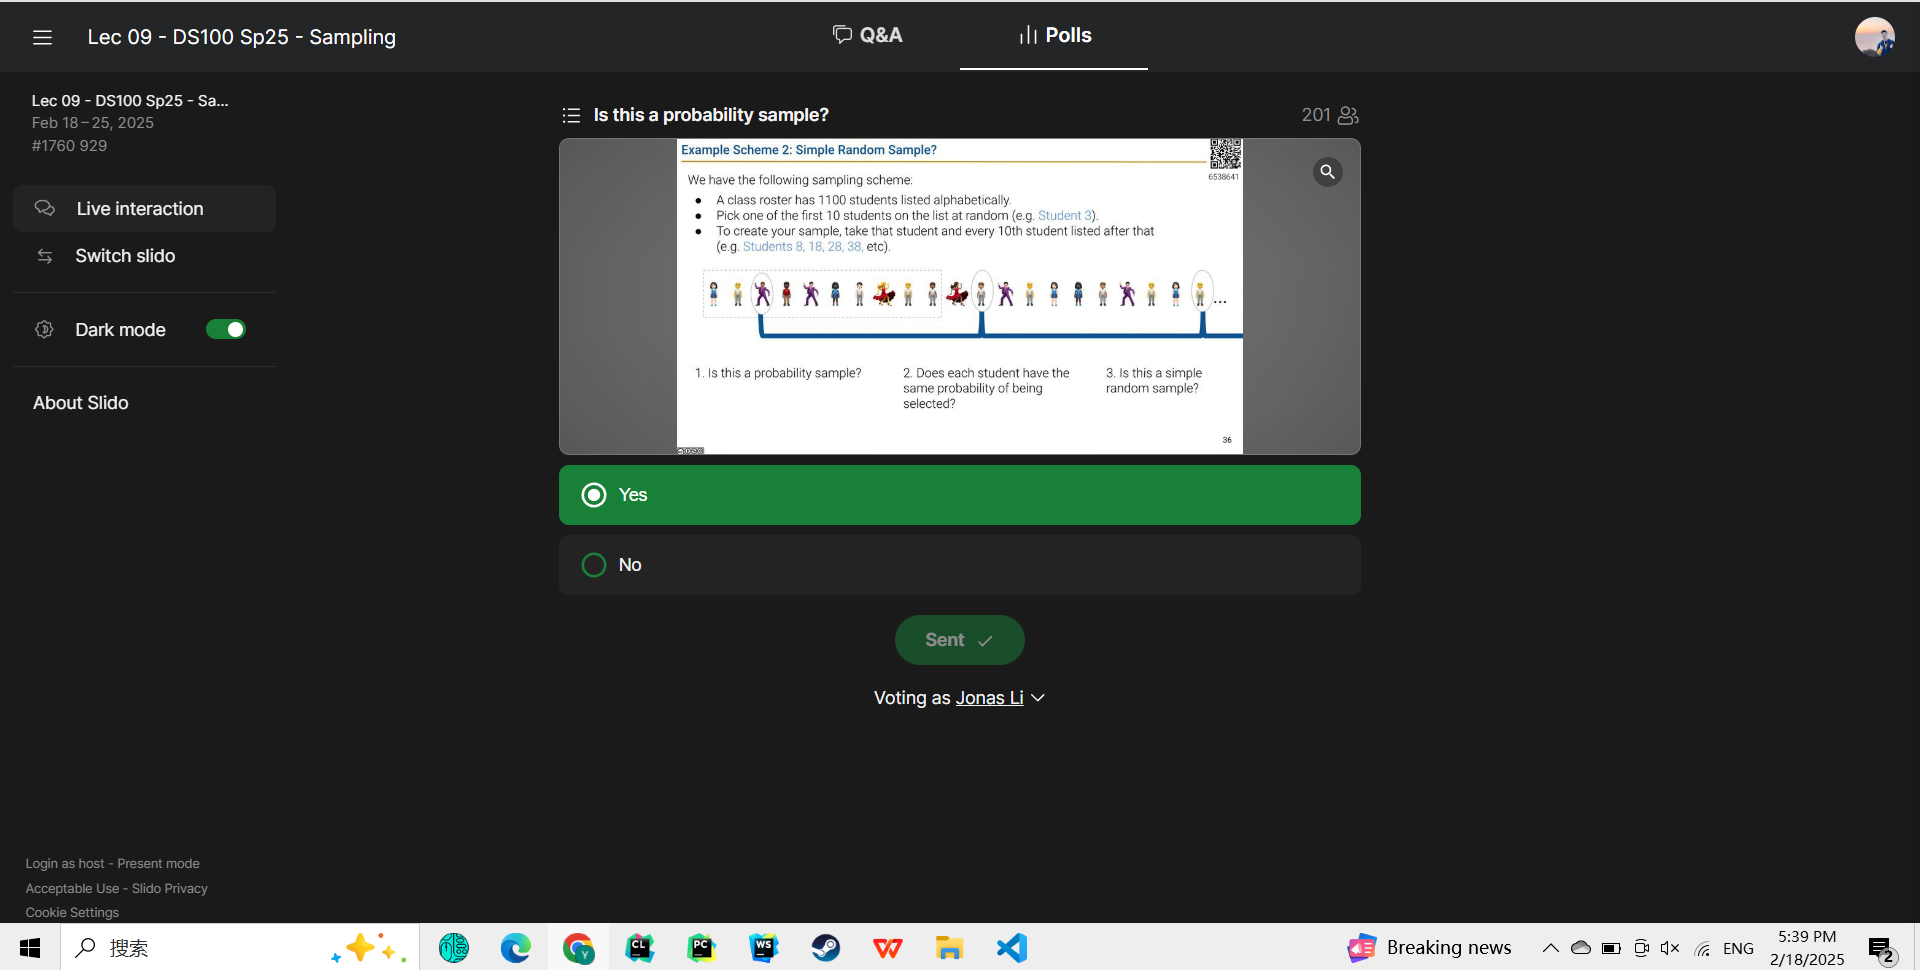 Lec 09 - DS100 Sp25 - Sampling
Q&A
Polls
Lec 09 - DS100 Sp25 - Sa...
Feb 18 – 25, 2025
#1760 929
Live interaction
Switch slido
Dark mode
About Slido
Is this a probability sample?
201
Example Scheme 2: Simple Random Sample?
6538641
We have the following sampling scheme:
● A class roster has 1100 students listed alphabetically.
● Pick one of the first 10 students on the list at random (e.g. Student 3).
● To create your sample, take that student and every 10th student listed after that
(e.g. Students 8, 18, 28, 38, etc).
...
1. Is this a probability sample?
2. Does each student have the
same probability of being
selected?
3. Is this a simple
random sample?
36
Yes
No
Sent
Voting as Jonas Li
Login as host - Present mode
Acceptable Use - Slido Privacy
Cookie Settings
搜索
Y
CL
PC
WS
Breaking news
ENG
5:39 PM
2/18/2025
2